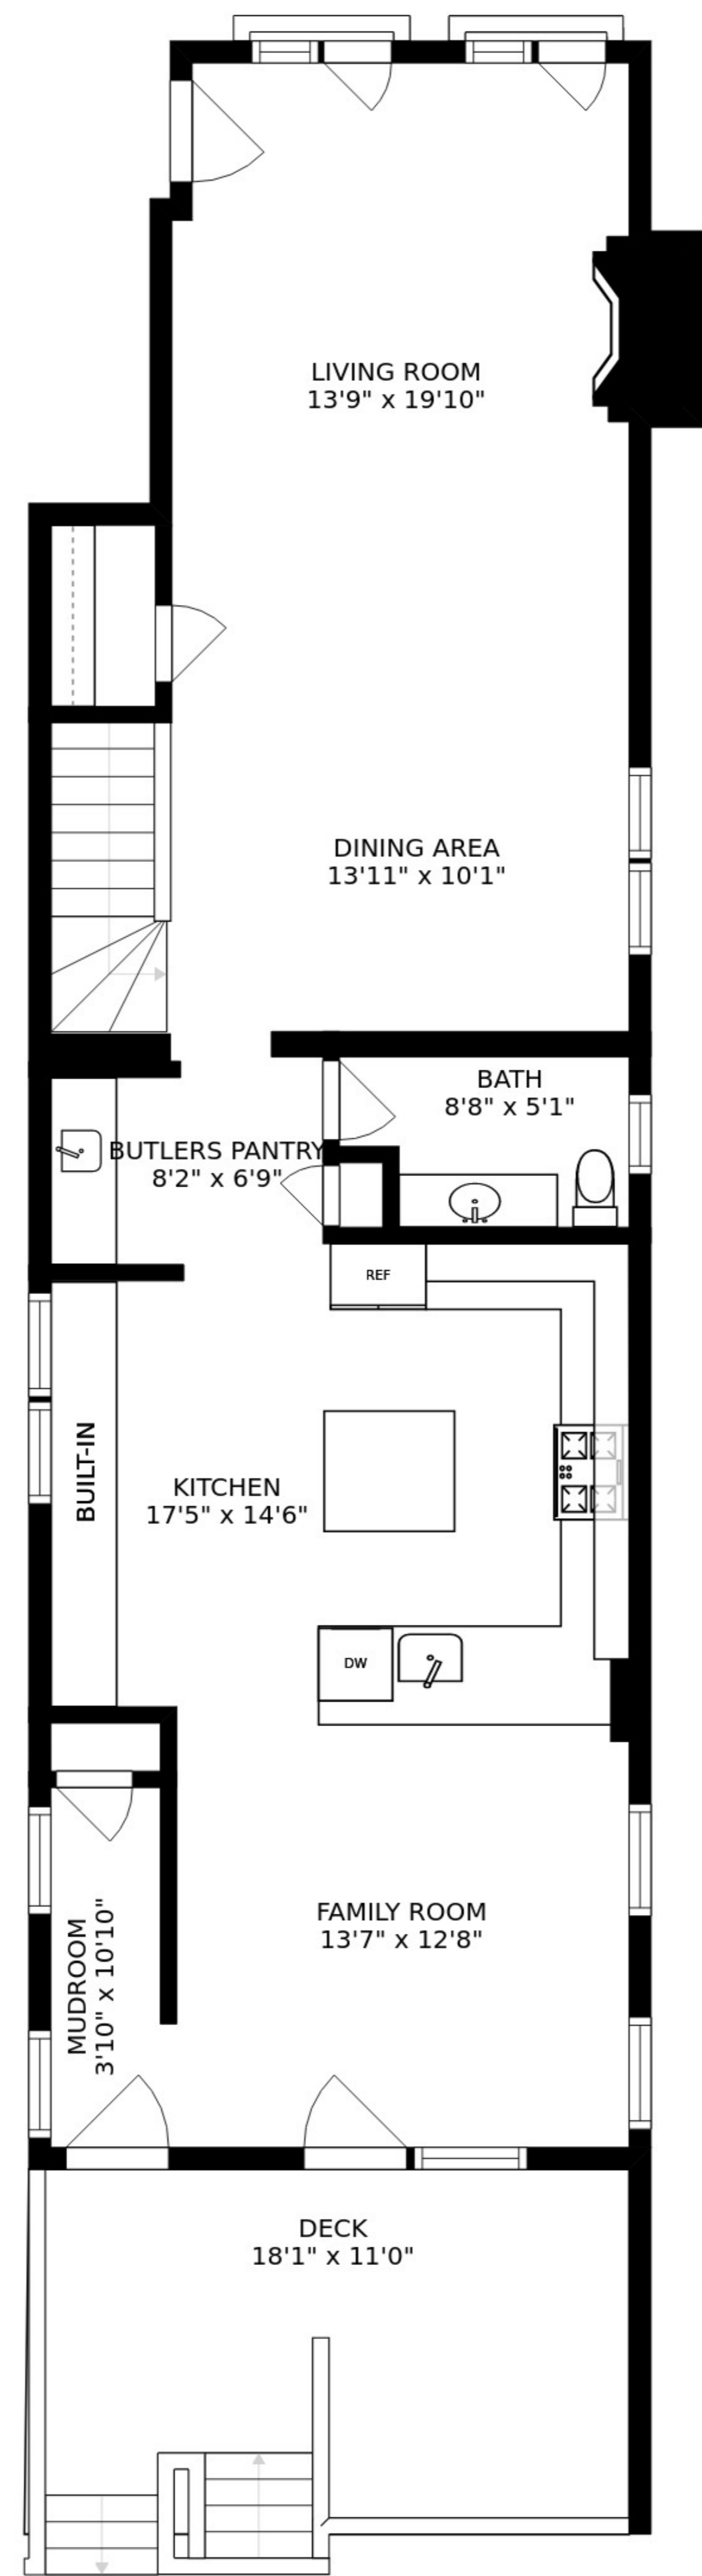 LIVING ROOM
13'9" x 19'10"
DINING AREA
13'11" x 10'1"
BATH
8'8" x 5'1"
BUTLERS PANTRY
8'2" x 6'9"
REF
BUILT-IN
KITCHEN
17'5" x 14'6"
DW
FAMILY ROOM
13'7" x 12'8"
MUDROOM
3'10" x 10'10"
DECK
18'1" x 11'0"